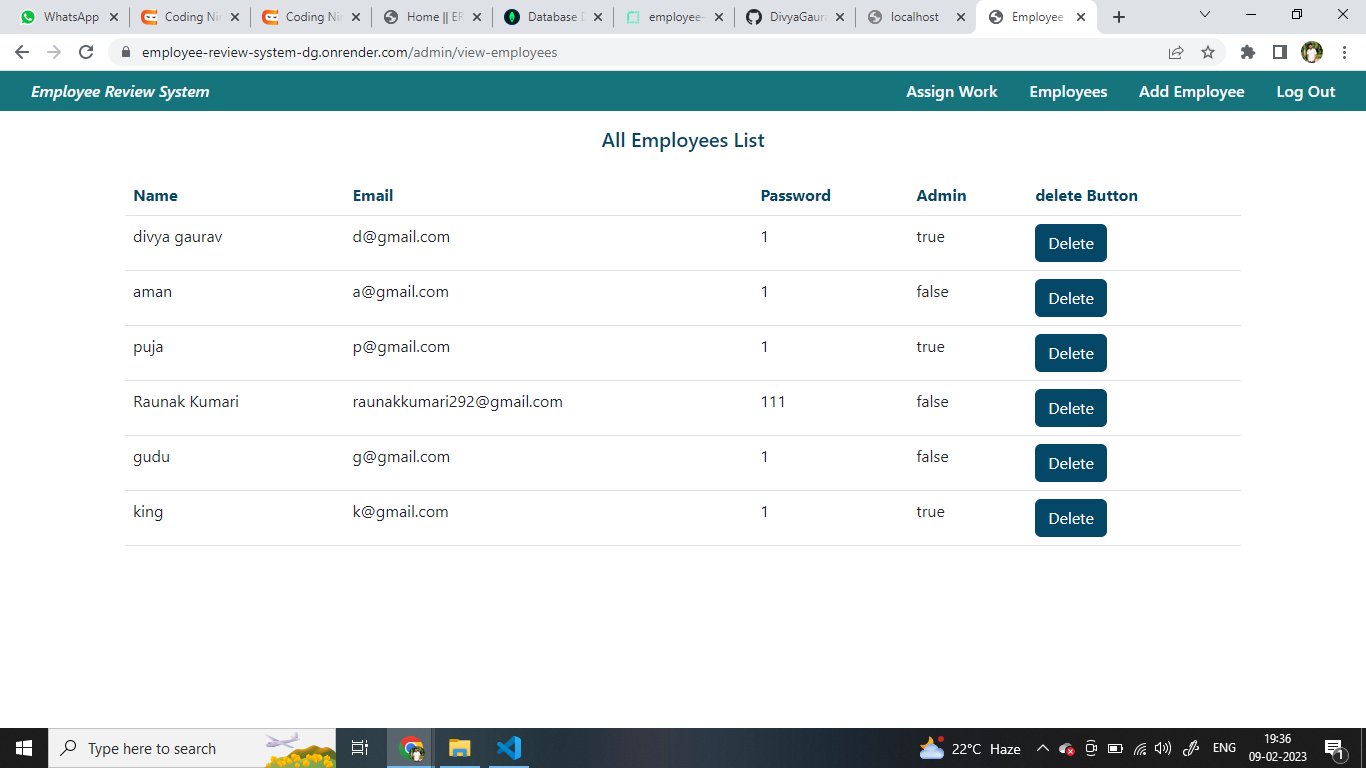 WhatsApp
Coding Nin
Coding Nin
Home || ER
Database D
employee-
DivyaGaura
localhost
Employee
employee-review-system-dg.onrender.com/admin/view-employees
Employee Review System Assign Work Employees Add Employee Log Out
All Employees List
Name Email Password Admin delete Button
divya gaurav d@gmail.com 1 true Delete
aman a@gmail.com 1 false Delete
puja p@gmail.com 1 true Delete
Raunak Kumari raunakkumari292@gmail.com 111 false Delete
gudu g@gmail.com 1 false Delete
king k@gmail.com 1 true Delete
Type here to search
22°C Haze
ENG
19:36
09-02-2023
1